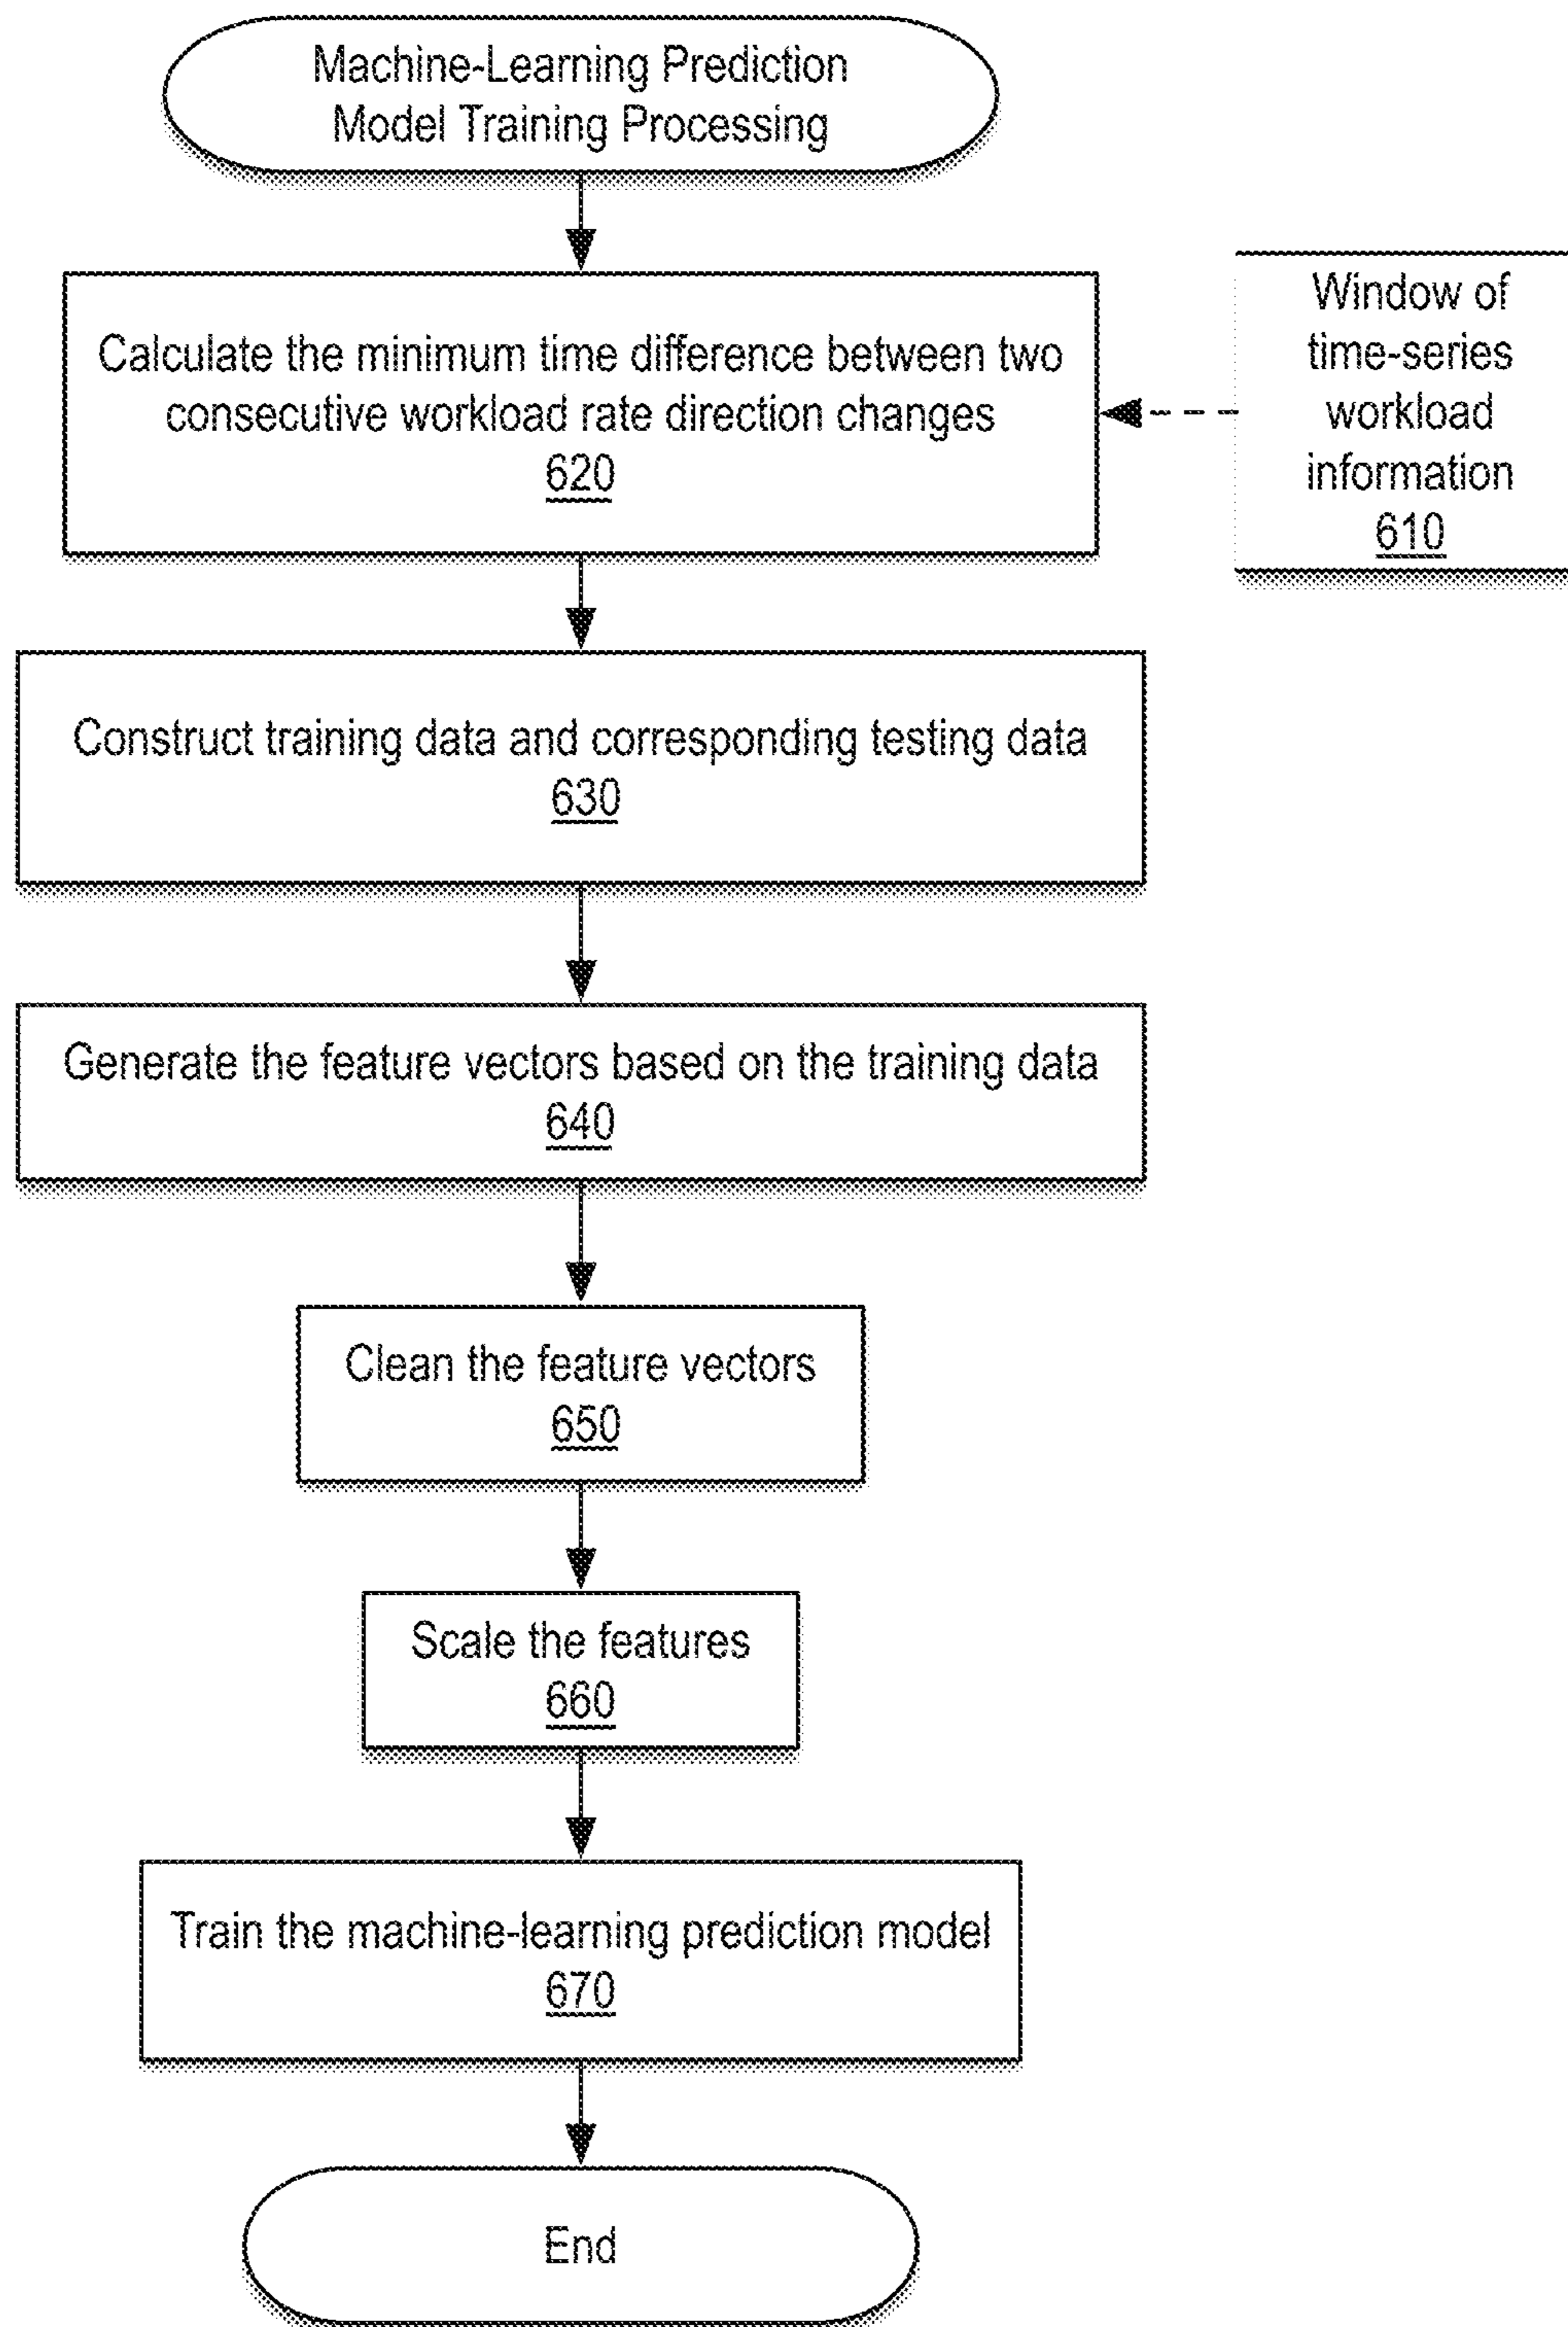 Machine-Learning Prediction
Model Training Processing
Calculate the minimum time difference between two
consecutive workload rate direction changes
620
Window of
time-series
workload
information
610
Construct training data and corresponding testing data
630
Generate the feature vectors based on the training data
640
Clean the feature vectors
650
Scale the features
660
Train the machine-learning prediction model
670
End